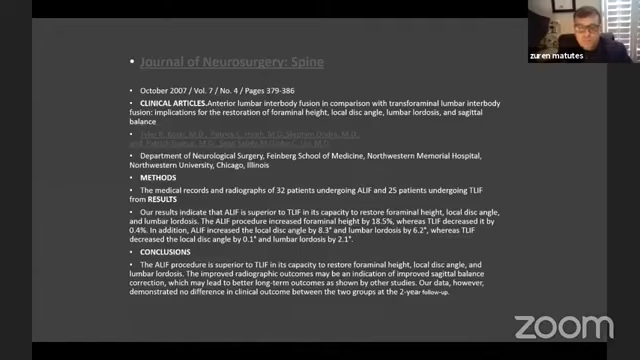 • Journal of Neurosurgery: Spine
zuren matutes
• October 2007 / Vol. 7 / No. 4 / Pages 379-386
• CLINICAL ARTICLES.Anterior lumbar interbody fusion in comparison with transforaminal lumbar interbody
fusion: implications for the restoration of foraminal height, local disc angle, lumbar lordosis, and sagittal
balance
• Department of Neurological Surgery, Feinberg School of Medicine, Northwestern Memorial Hospital,
Northwestern University, Chicago, Illinois
• METHODS
• The medical records and radiographs of 32 patients undergoing ALIF and 25 patients undergoing TLIF
from RESULTS
• Our results indicate that ALIF is superior to TLIF in its capacity to restore foraminal height, local disc angle,
and lumbar lordosis. The ALIF procedure increased foraminal height by 18.5%, whereas TLIF decreased it by
0.4%. In addition, ALIF increased the local disc angle by 8.3° and lumbar lordosis by 6.2°, whereas TLIF
decreased the local disc angle by 0.1° and lumbar lordosis by 2.1°.
• CONCLUSIONS
• The ALIF procedure is superior to TLIF in its capacity to restore foraminal height, local disc angle, and
lumbar lordosis. The improved radiographic outcomes may be an indication of improved sagittal balance
correction, which may lead to better long-term outcomes as shown by other studies. Our data, however,
demonstrated no difference in clinical outcome between the two groups at the 2-year follow-up.
zoom